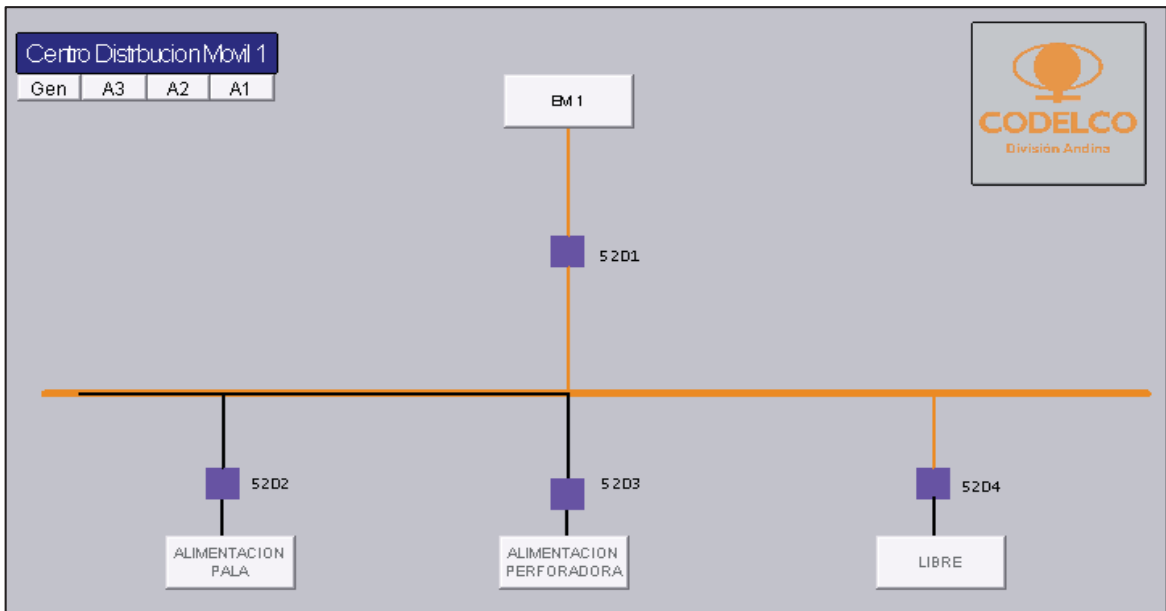 Centro Distrbucion Movil 1
Gen A3 A2 A1
EM 1
CODELCO
División Andina
52D1
52D2
52D3
52D4
ALIMENTACION
PALA
ALIMENTACION
PERFORADORA
LIBRE